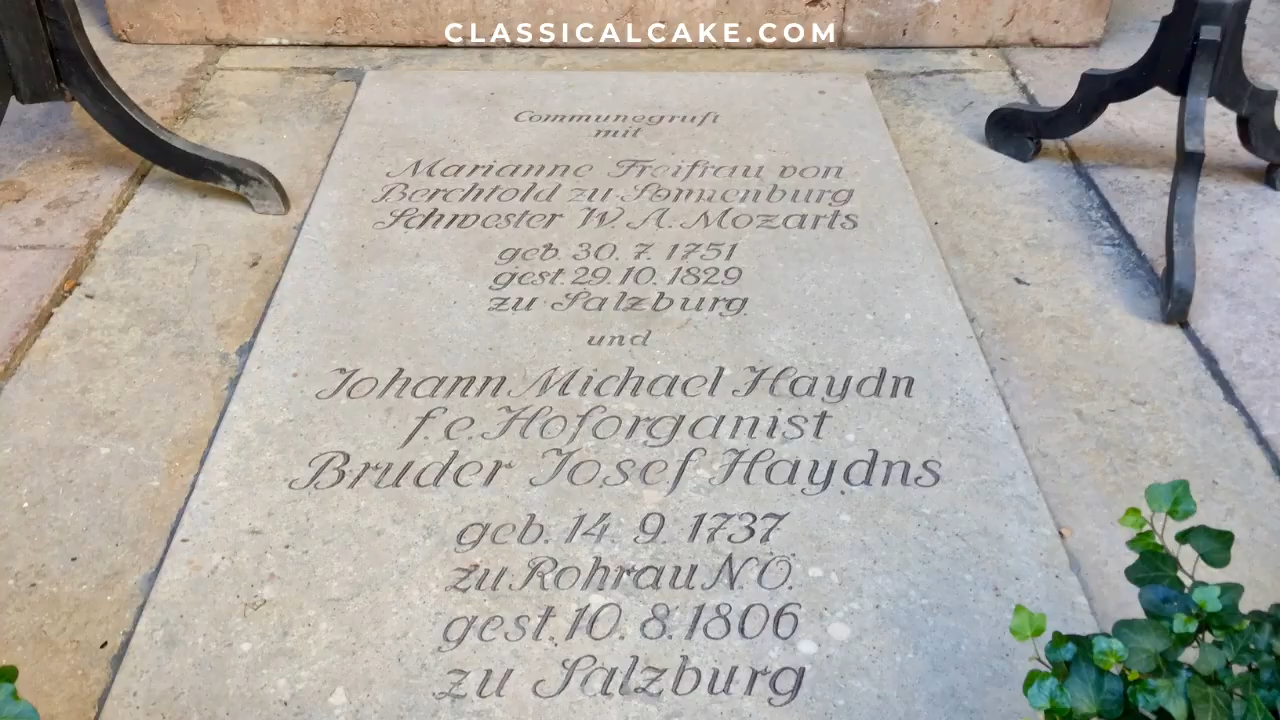 CLASSICALCAKE.COM
Communegruft
mit
Marianne Freifrau von
Berchtold zu Sonnenburg
Schwester W. A. Mozarts
geb. 30. 7. 1751
gest. 29. 10. 1829
zu Salzburg
und
Johann Michael Haydn
f. e. Hoforganist
Bruder Josef Haydns
geb. 14. 9. 1737
zu Rohrau N.Ö.
gest. 10. 8. 1806
zu Salzburg